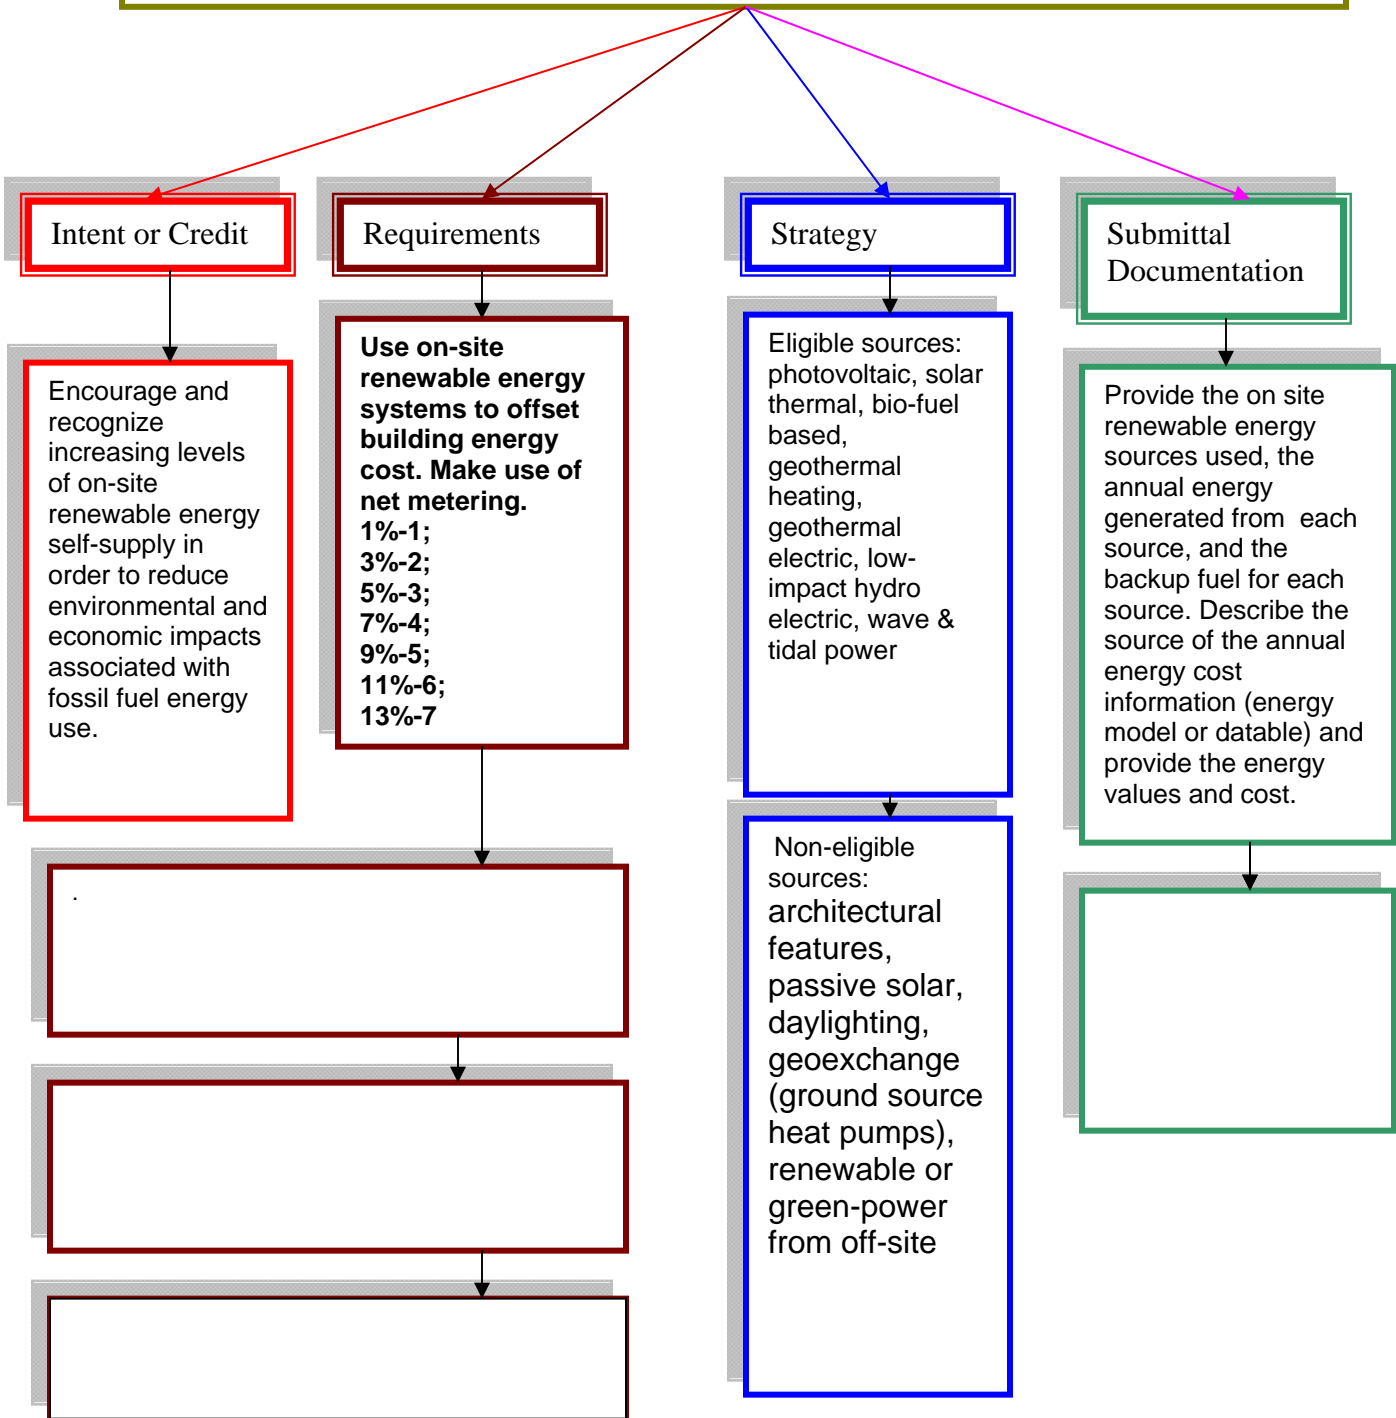 Intent or Credit
Requirements
Strategy
Submittal
Documentation
Encourage and
recognize
increasing levels
of on-site
renewable energy
self-supply in
order to reduce
environmental and
economic impacts
associated with
fossil fuel energy
use.
Use on-site
renewable energy
systems to offset
building energy
cost. Make use of
net metering.
1%-1;
3%-2;
5%-3;
7%-4;
9%-5;
11%-6;
13%-7
.
Eligible sources:
photovoltaic, solar
thermal, bio-fuel
based,
geothermal
heating,
geothermal
electric, low-
impact hydro
electric, wave &
tidal power
Non-eligible
sources:
architectural
features,
passive solar,
daylighting,
geoexchange
(ground source
heat pumps),
renewable or
green-power
from off-site
Provide the on site
renewable energy
sources used, the
annual energy
generated from  each
source, and the
backup fuel for each
source. Describe the
source of the annual
energy cost
information (energy
model or datable) and
provide the energy
values and cost.